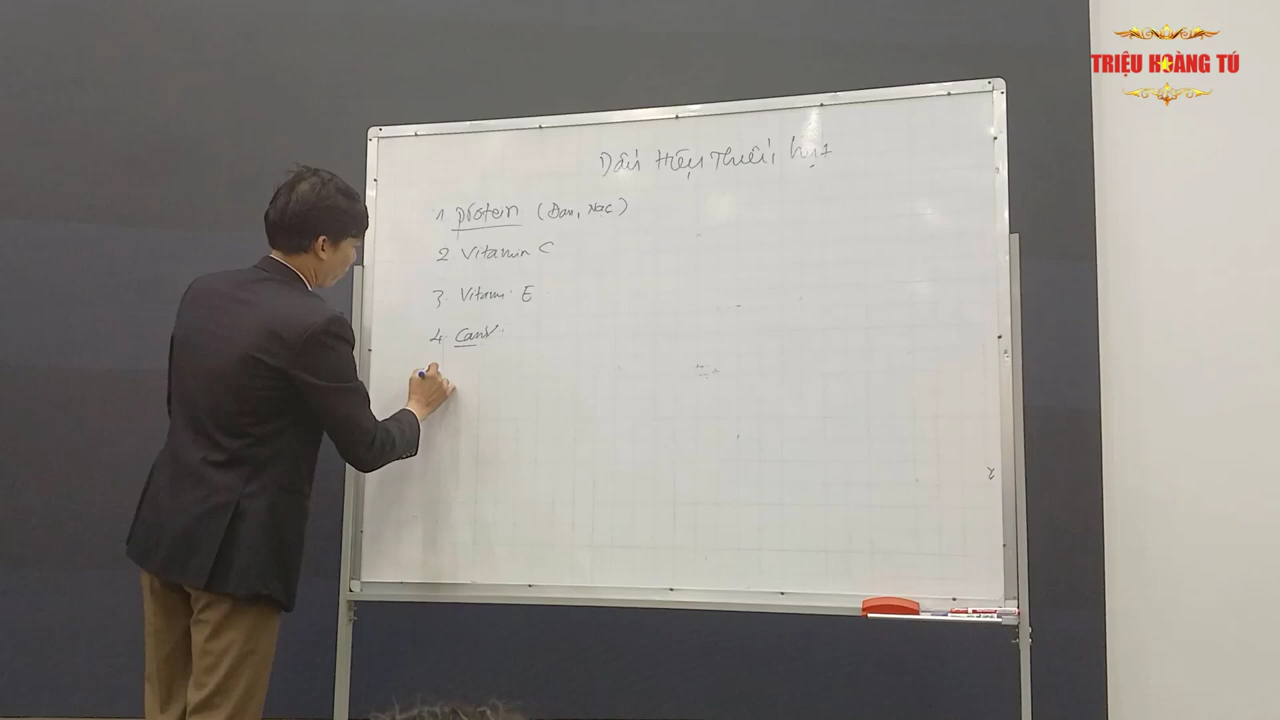 TRIỆU HOÀNG TÚ
Dấu Hiệu Thiếu hụt
1 protein (Đạm, Nạc)
2 Vitamin C
3. Vitamin E
4. Canxi